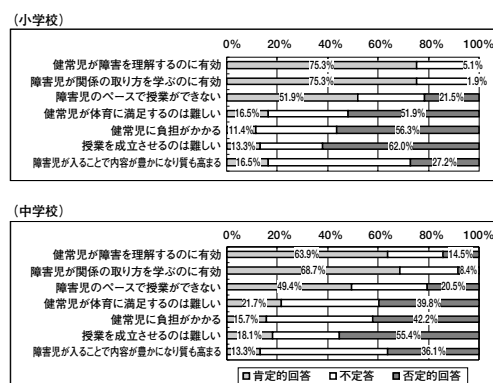 (小学校)
0% 20% 40% 60% 80% 100%
健常児が障害を理解するのに有効 75.3% 5.1%
障害児が関係の取り方を学ぶのに有効 75.3% 1.9%
障害児のペースで授業ができない 51.9% 21.5%
健常児が体育に満足するのは難しい 16.5% 51.9%
健常児に負担がかかる 11.4% 56.3%
授業を成立させるのは難しい 13.3% 62.0%
障害児が入ることで内容が豊かになり質も高まる 16.5% 27.2%
(中学校)
0% 20% 40% 60% 80% 100%
健常児が障害を理解するのに有効 63.9% 14.5%
障害児が関係の取り方を学ぶのに有効 68.7% 8.4%
障害児のペースで授業ができない 49.4% 20.5%
健常児が体育に満足するのは難しい 21.7% 39.8%
健常児に負担がかかる 15.7% 42.2%
授業を成立させるのは難しい 18.1% 55.4%
障害児が入ることで内容が豊かになり質も高まる 13.3% 36.1%
肯定的回答 不定答 否定的回答